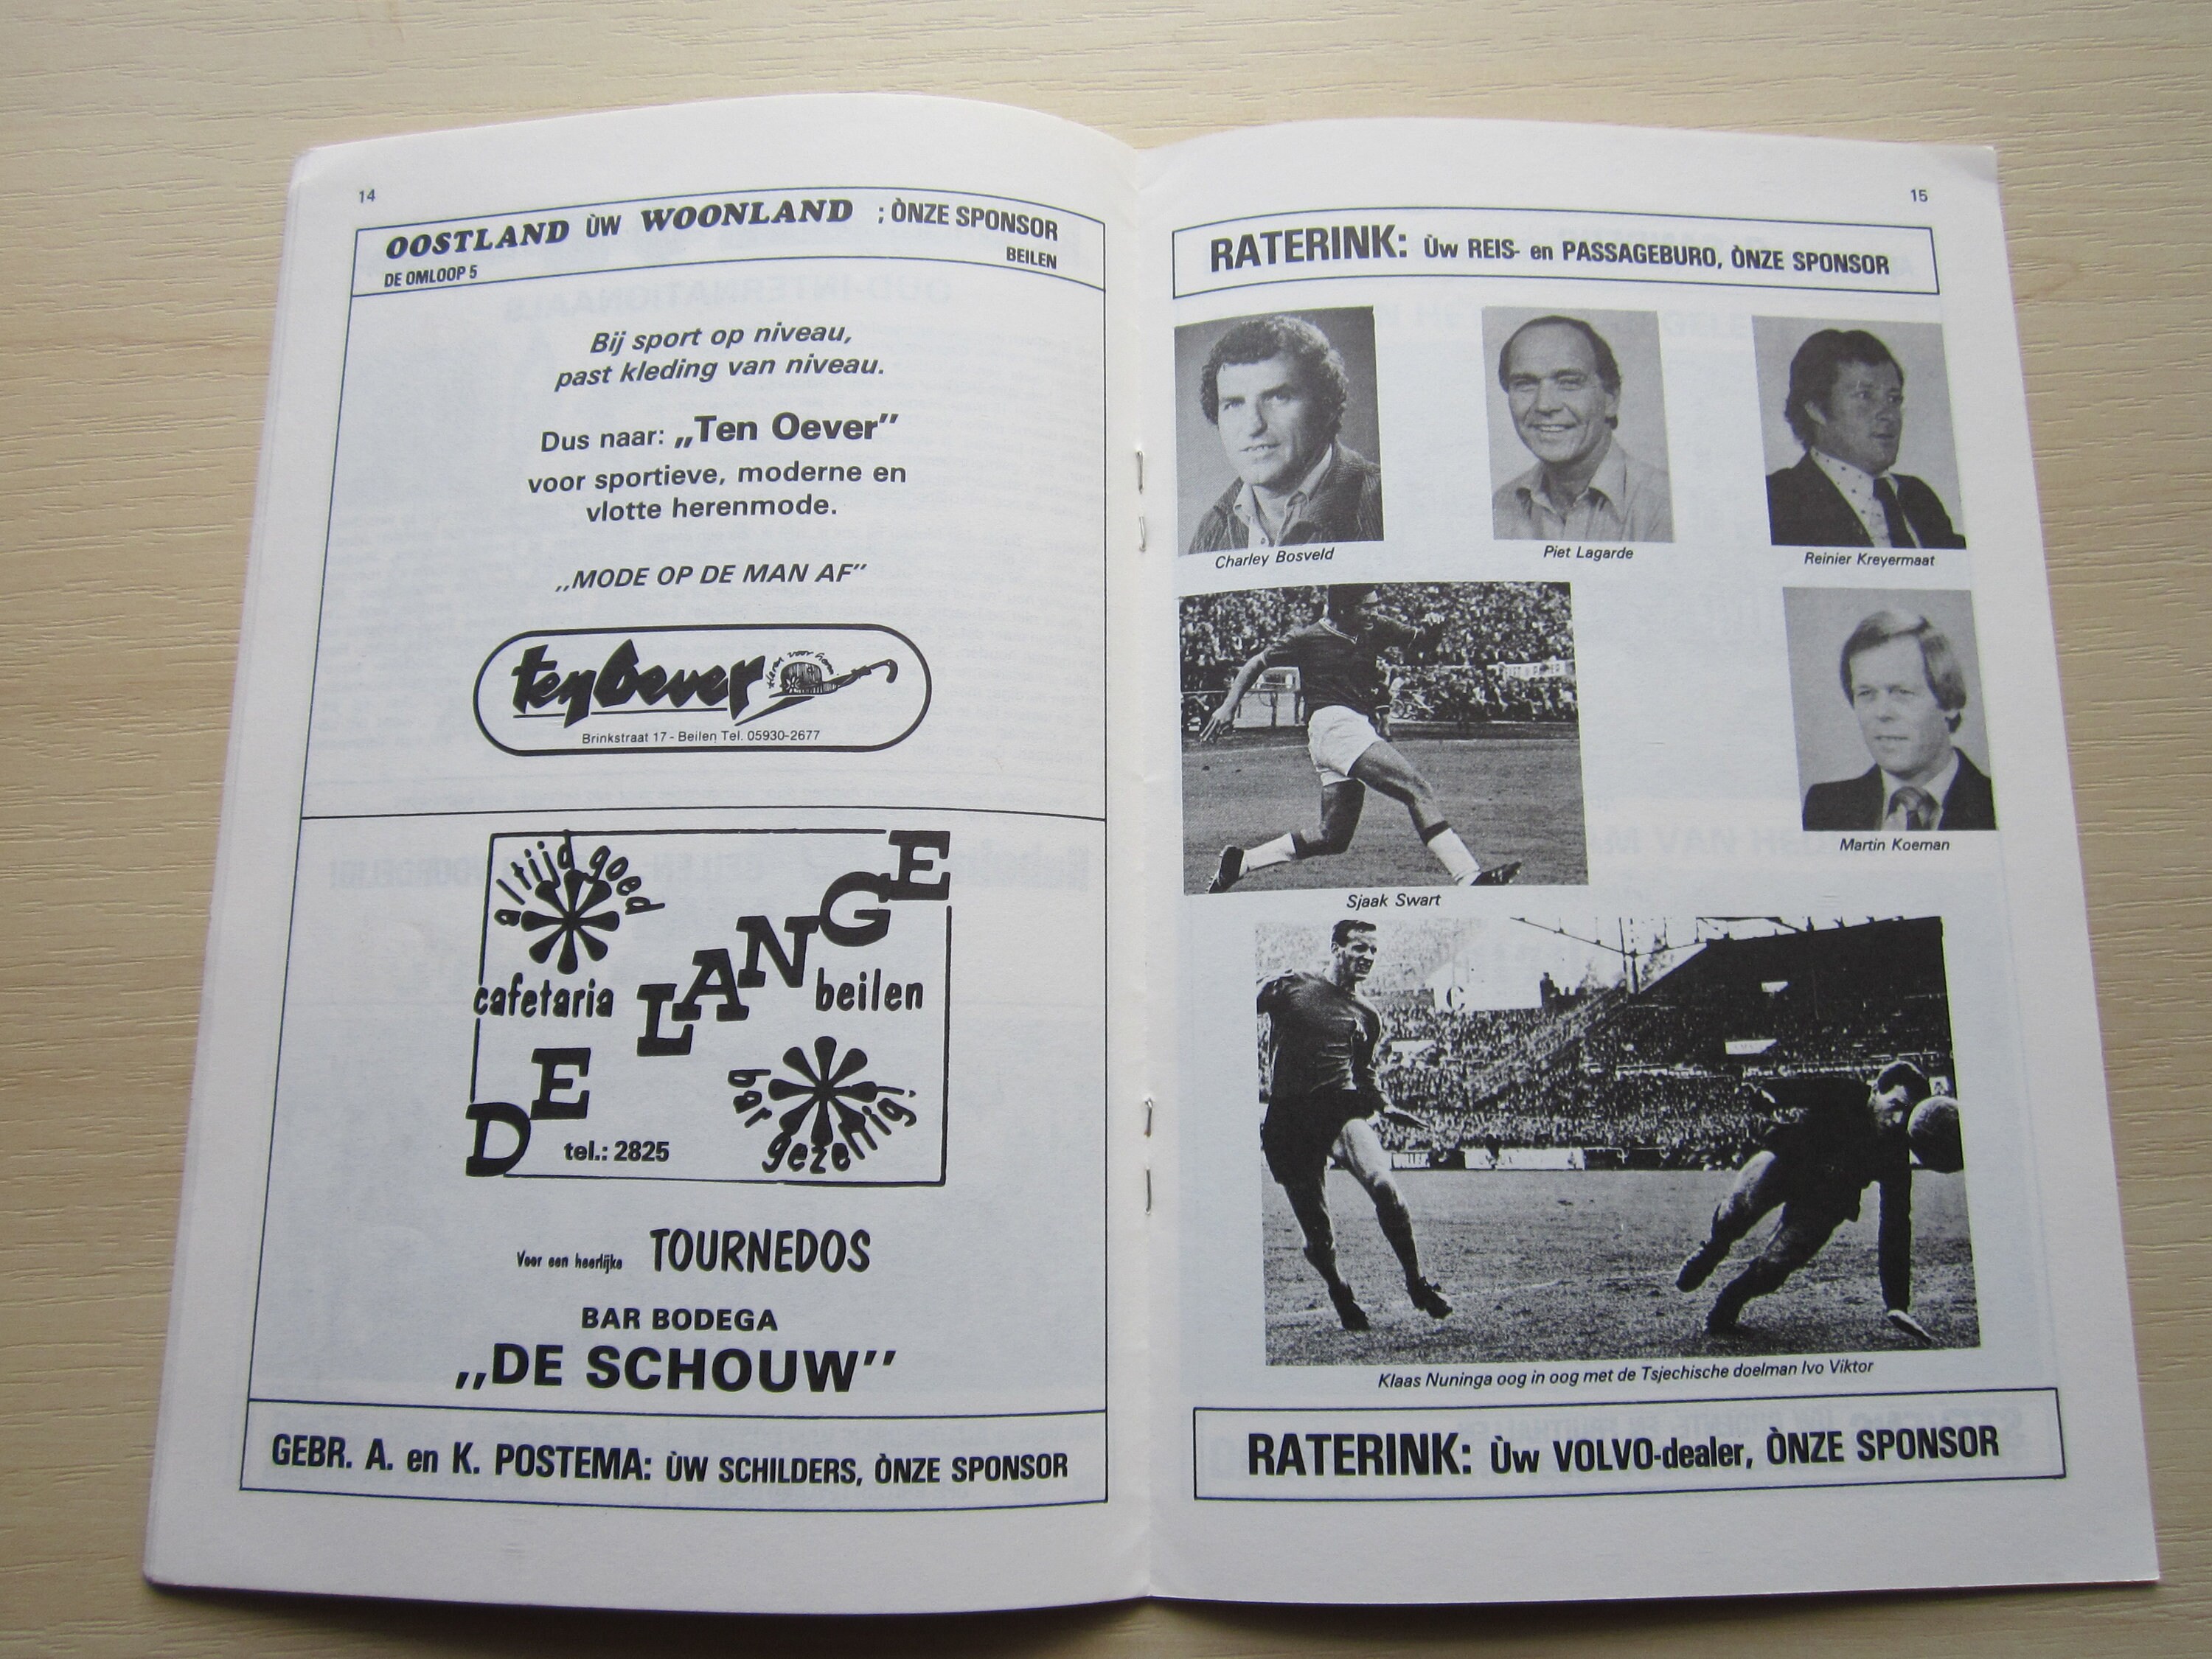 14
OOSTLAND ÙW WOONLAND ; ÒNZE SPONSOR
DE OMLOOP 5 BEILEN
Bij sport op niveau,
past kleding van niveau.
Dus naar: „Ten Oever”
voor sportieve, moderne en
vlotte herenmode.
„MODE OP DE MAN AF”
ten oever
Brinkstraat 17 - Beilen Tel. 05930-2677
altijd goed
cafetaria DE LANGE beilen
tel.: 2825
bar gezellig!
Voor een heerlijke TOURNEDOS
BAR BODEGA
„DE SCHOUW”
GEBR. A. en K. POSTEMA: ÙW SCHILDERS, ÒNZE SPONSOR
15
RATERINK: Ùw REIS- en PASSAGEBURO, ÒNZE SPONSOR
Charley Bosveld
Piet Lagarde
Reinier Kreyermaat
Sjaak Swart
Martin Koeman
Klaas Nuninga oog in oog met de Tsjechische doelman Ivo Viktor
RATERINK: Ùw VOLVO-dealer, ÒNZE SPONSOR